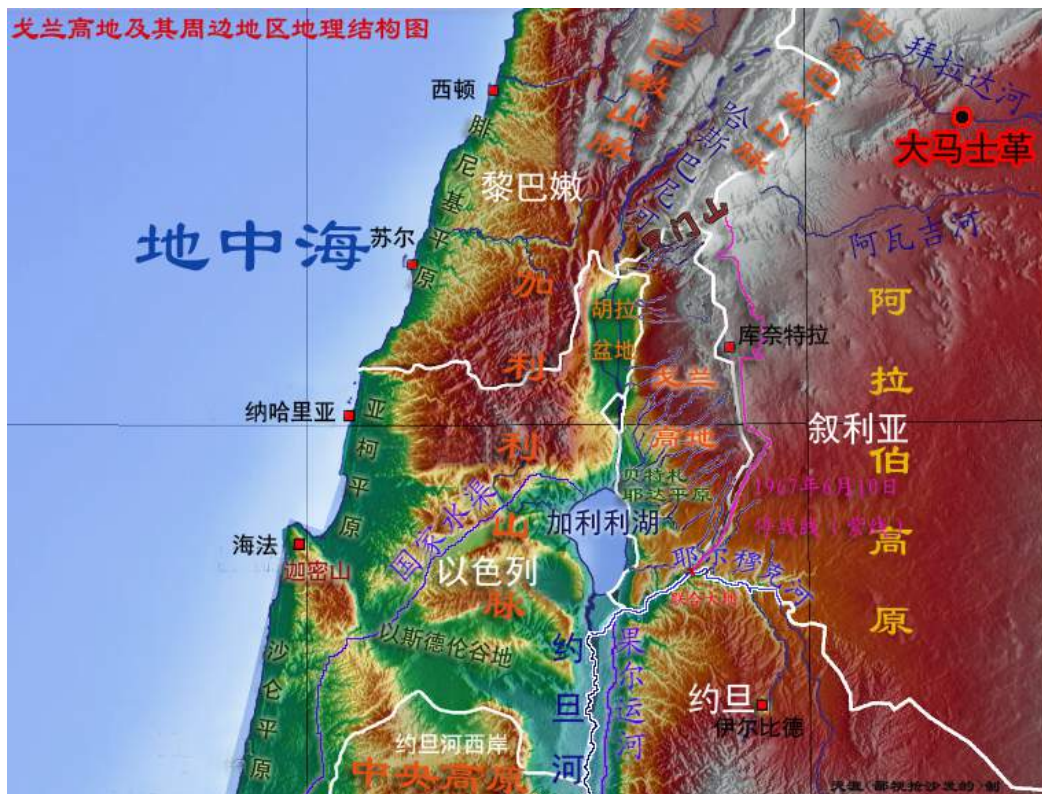 戈兰高地及其周边地区地理结构图
黎巴嫩山脉
前黎巴嫩山脉
拜拉达河
西顿
大马士革
腓尼基平原
哈斯巴尼河
黎巴嫩
地中海
苏尔
黑门山
阿瓦吉河
加利利山脉
胡拉
盆地
库奈特拉
阿拉伯高原
戈兰
高地
纳哈里亚
亚柯平原
叙利亚
贝特札
耶达平原
1967年6月10日
停战线（紫线）
国家水渠
加利利湖
海法
迦密山
以色列
耶尔穆克河
联合大坝
以斯德伦谷地
沙仑平原
约旦河
果尔运河
约旦
伊尔比德
约旦河西岸
中央高原